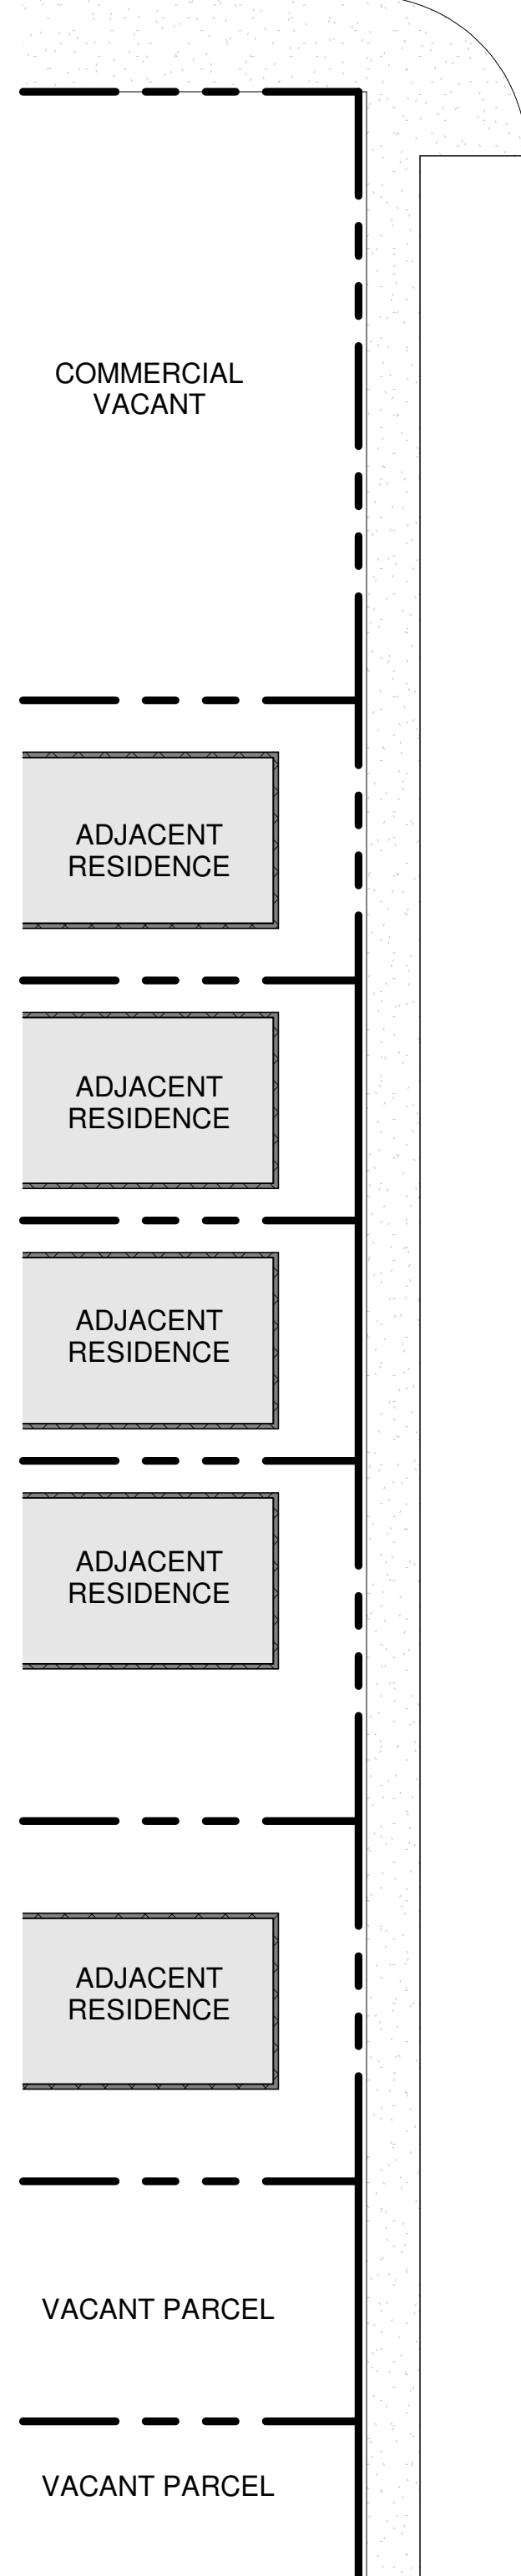 COMMERCIAL
VACANT
ADJACENT
RESIDENCE
ADJACENT
RESIDENCE
ADJACENT
RESIDENCE
ADJACENT
RESIDENCE
ADJACENT
RESIDENCE
VACANT PARCEL
VACANT PARCEL